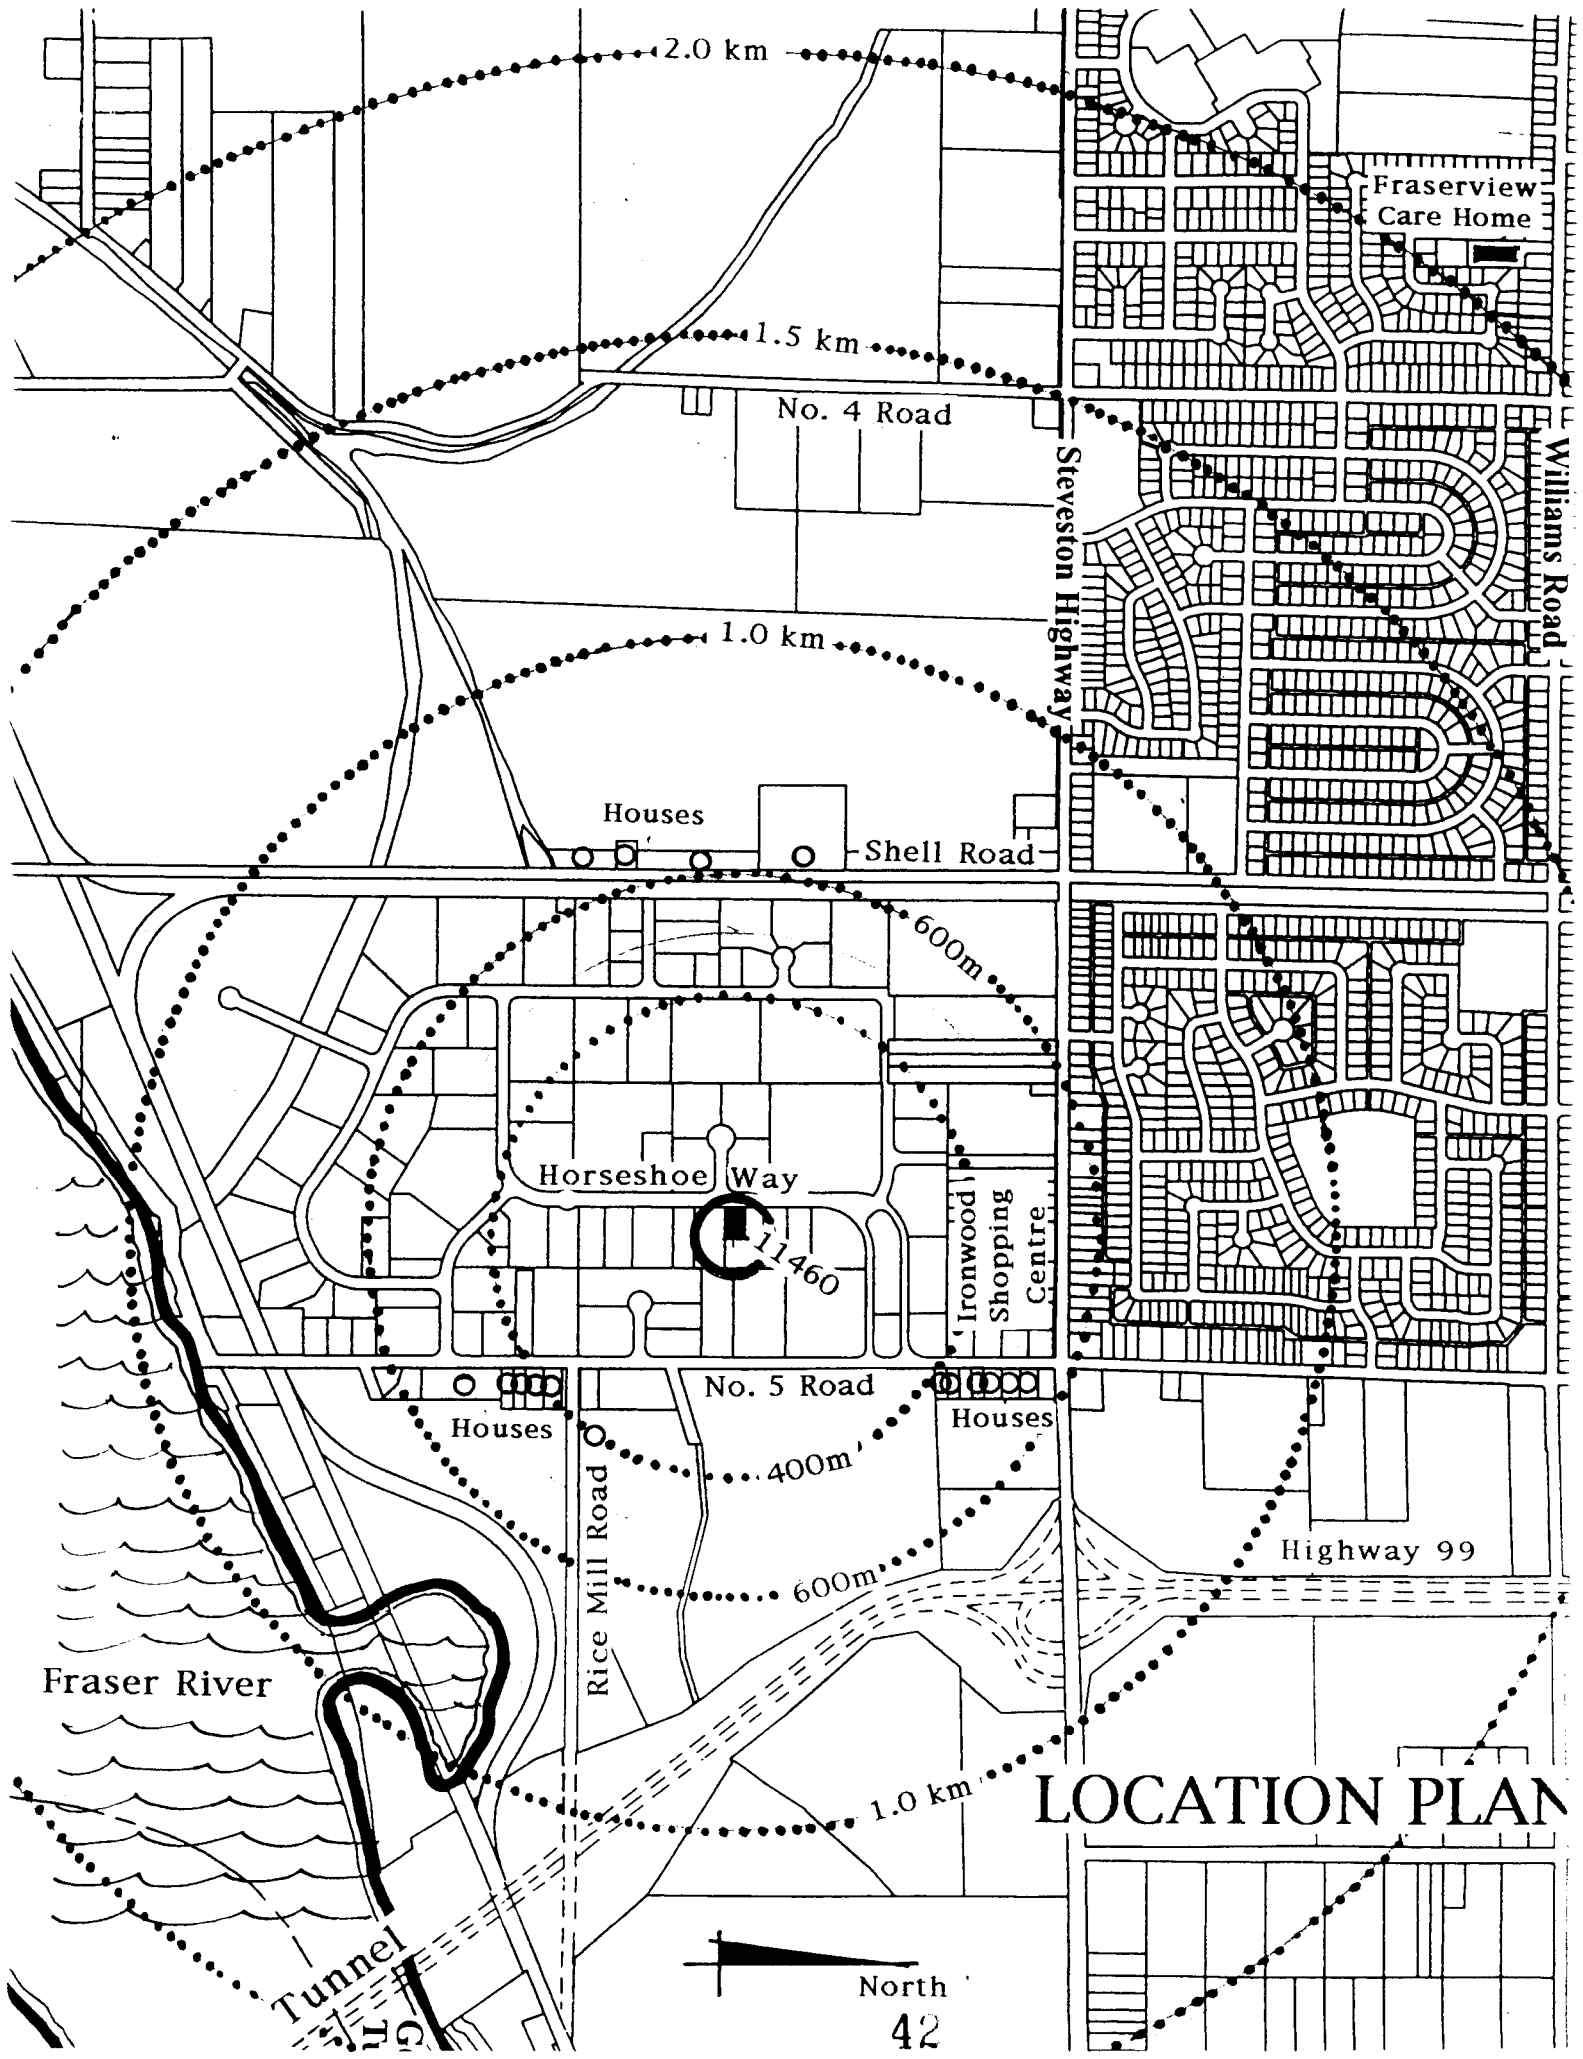 2.0 km
Fraserview
Care Home
1.5 km
No. 4 Road
Steveston Highway
Williams Road
1.0 km
Houses
Shell Road
600m
Horseshoe Way
11460
Ironwood
Shopping
Centre
No. 5 Road
Houses
Houses
400m
Rice Mill Road
600m
Highway 99
Fraser River
1.0 km
LOCATION PLAN
Tunnel
North
42